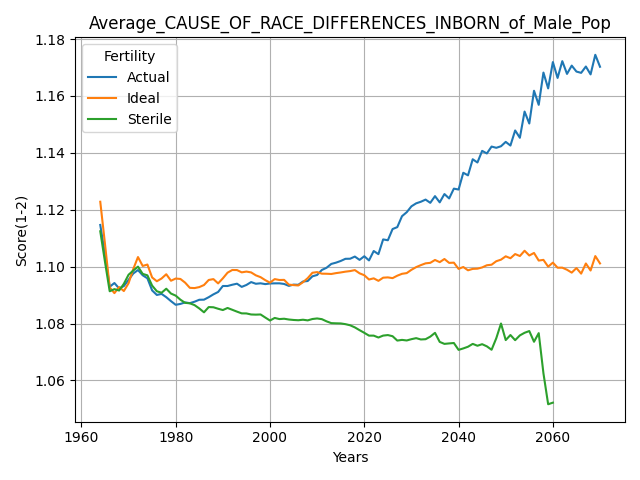 Average_CAUSE_OF_RACE_DIFFERENCES_INBORN_of_Male_Pop
1.18
1.16
1.14
1.12
1.10
1.08
1.06
Score(1-2)
Fertility
Actual
Ideal
Sterile
1960 1980 2000 2020 2040 2060
Years